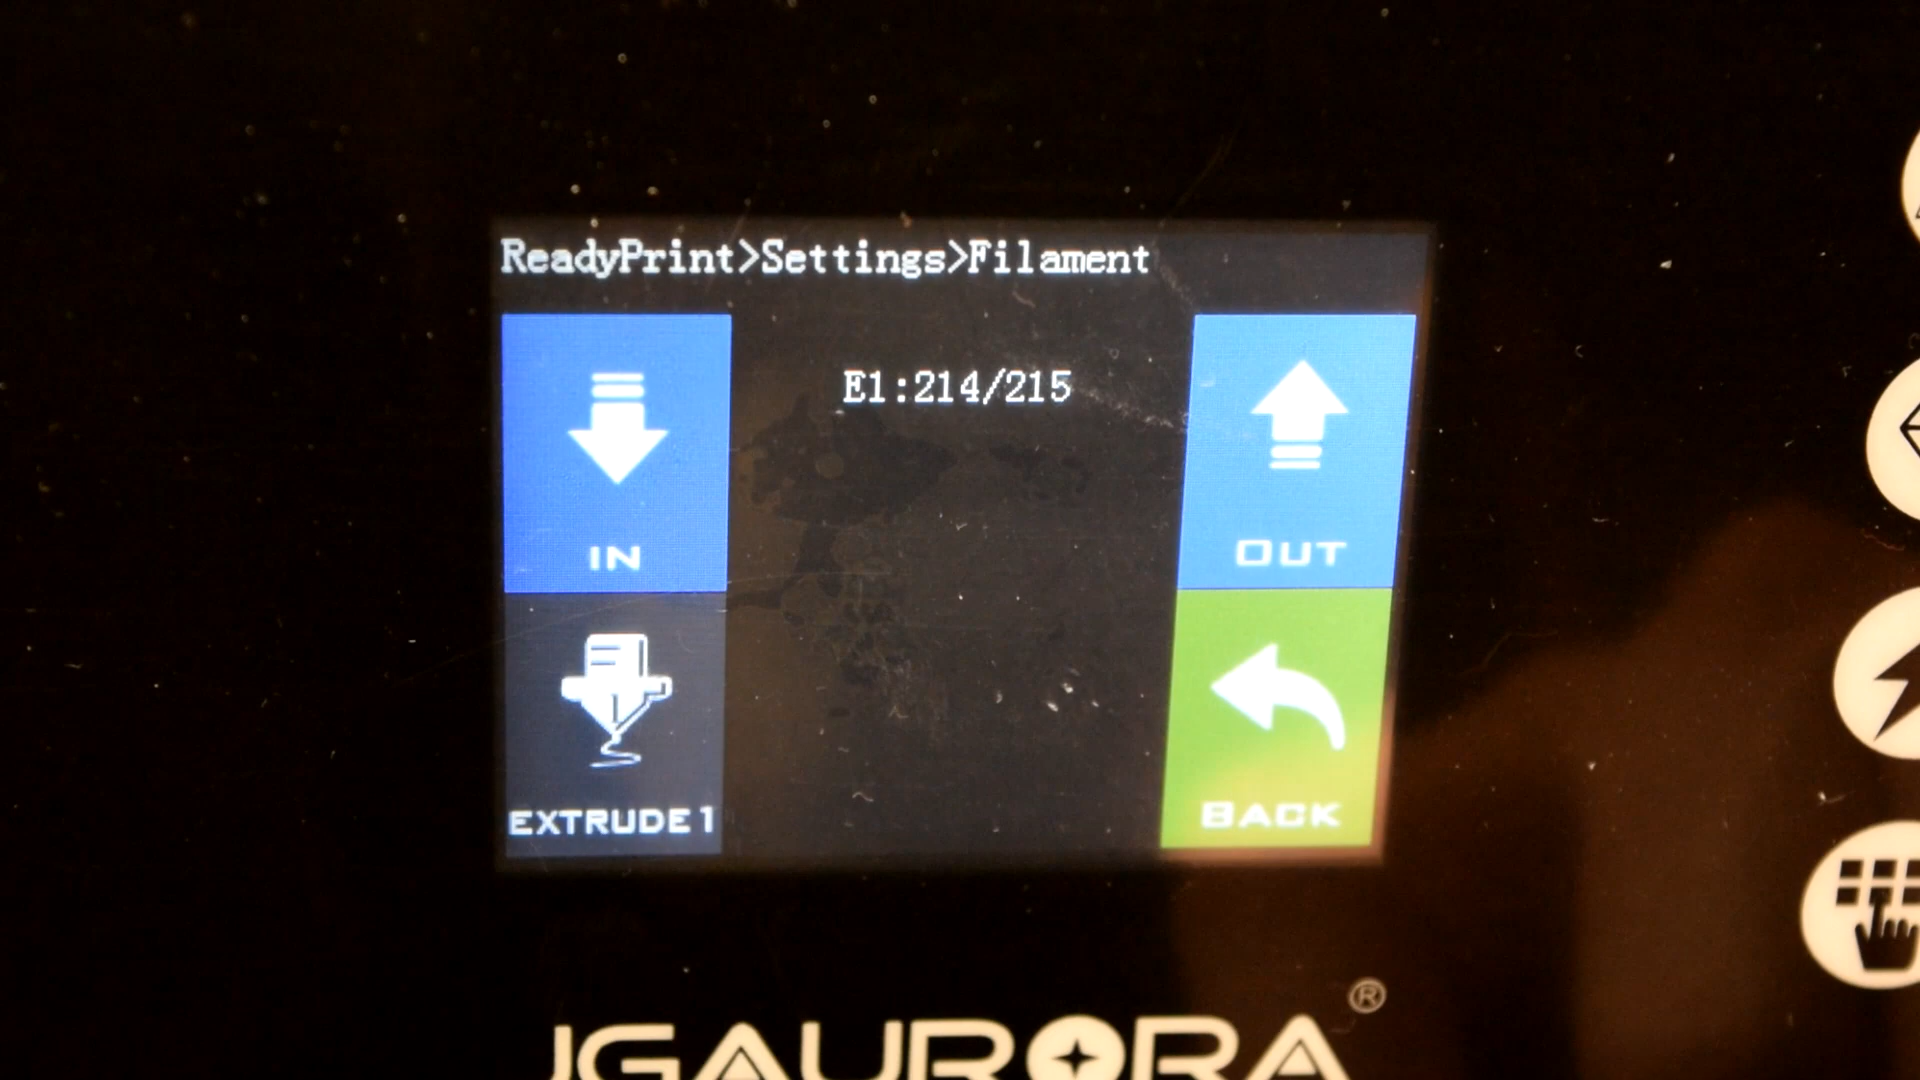 ReadyPrint>Settings>Filament
E1:214/215
IN
OUT
EXTRUDE1
BACK
®
JGAURORA